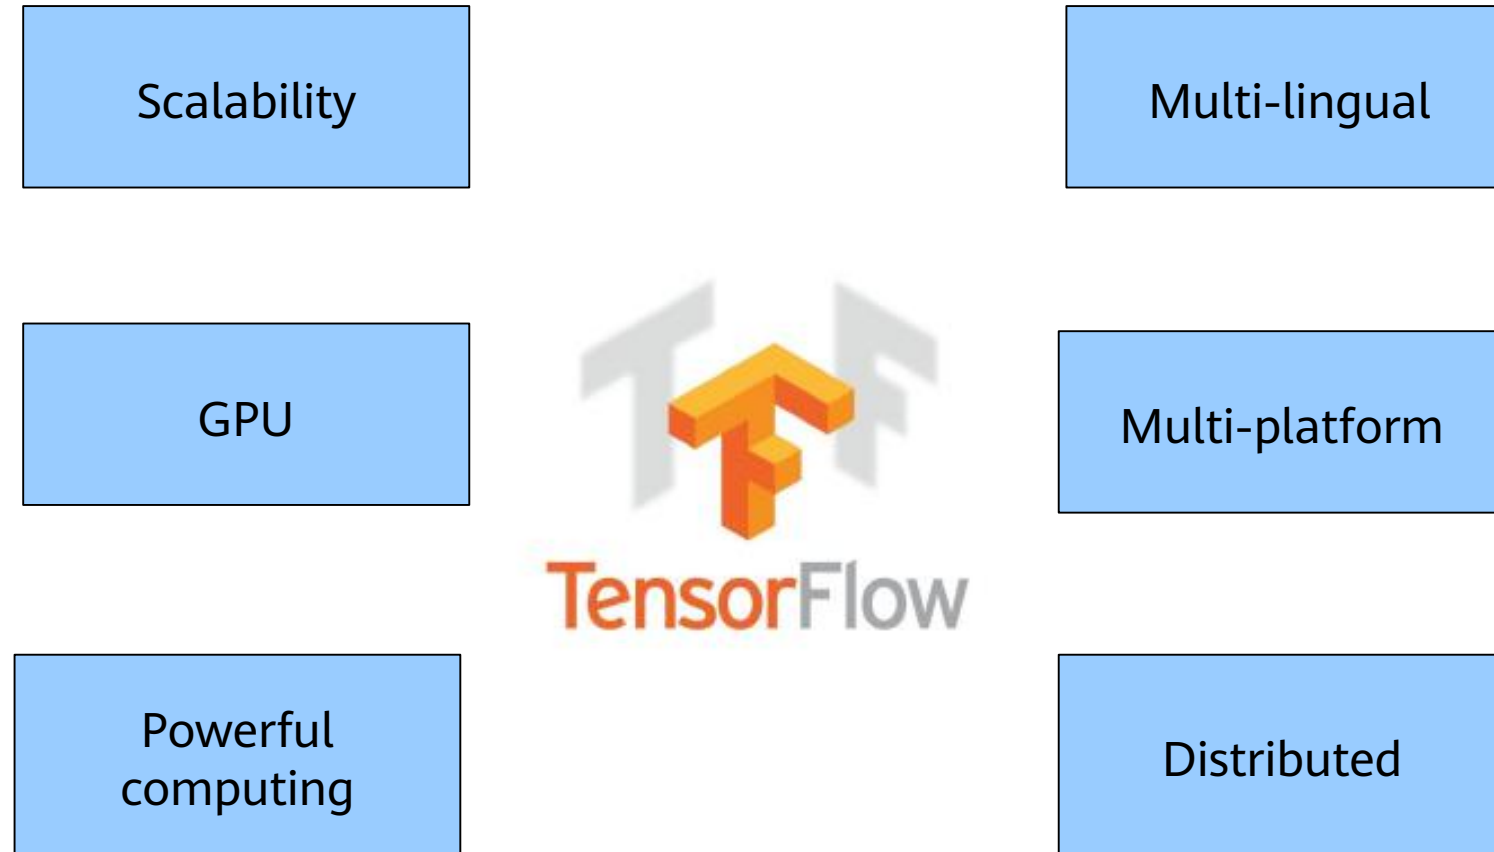 Scalability
Multi-lingual
GPU
Multi-platform
TensorFlow
Powerful
computing
Distributed